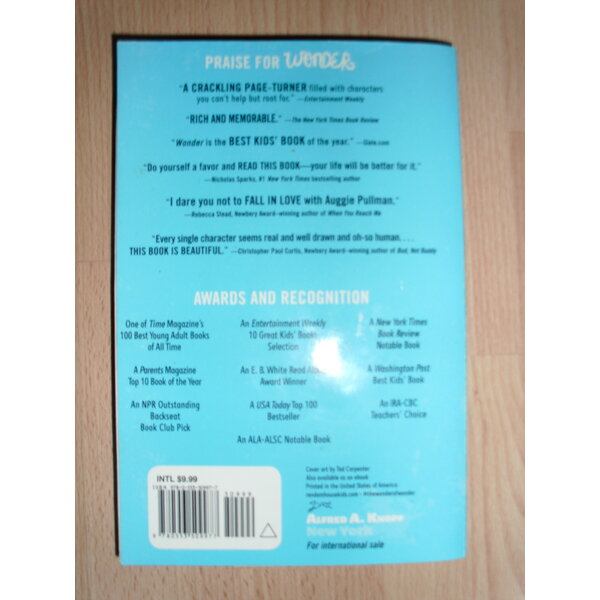 PRAISE FOR WONDER
"A CRACKLING PAGE-TURNER filled with characters
you can't help but root for." —Entertainment Weekly
"RICH AND MEMORABLE." —The New York Times Book Review
"Wonder is the BEST KIDS' BOOK of the year." —Slate.com
"Do yourself a favor and READ THIS BOOK—your life will be better for it."
—Nicholas Sparks, #1 New York Times bestselling author
"I dare you not to FALL IN LOVE with Auggie Pullman."
—Rebecca Stead, Newbery Award–winning author of When You Reach Me
"Every single character seems real and well drawn and oh-so human. . . .
THIS BOOK IS BEAUTIFUL." —Christopher Paul Curtis, Newbery Award–winning author of Bud, Not Buddy
AWARDS AND RECOGNITION
One of Time Magazine's
100 Best Young Adult Books
of All Time
An Entertainment Weekly
10 Great Kids' Books
Selection
A New York Times
Book Review
Notable Book
A Parents Magazine
Top 10 Book of the Year
An E. B. White Read Aloud
Award Winner
A Washington Post
Best Kids' Book
An NPR Outstanding
Backseat
Book Club Pick
A USA Today Top 100
Bestseller
An IRA-CBC
Teachers' Choice
An ALA-ALSC Notable Book
INTL $9.99
30999
Cover art by Tad Carpenter
Also available as an ebook
Printed in the United States of America
randomhousekids.com • #thewonderofwonder
ALFRED A. KNOPF
New York
For international sale